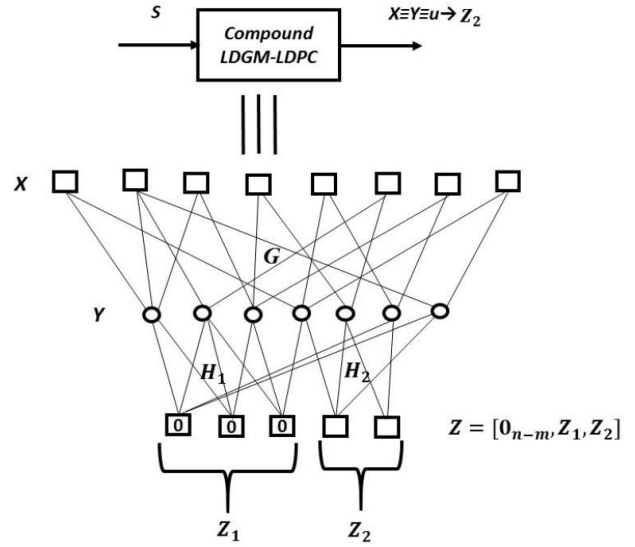 S
Compound
LDGM-LDPC
X≡Y≡u→ Z₂
X
G
Y
H₁
H₂
0 0 0
Z = [0ₙ₋ₘ, Z₁, Z₂]
Z₁
Z₂